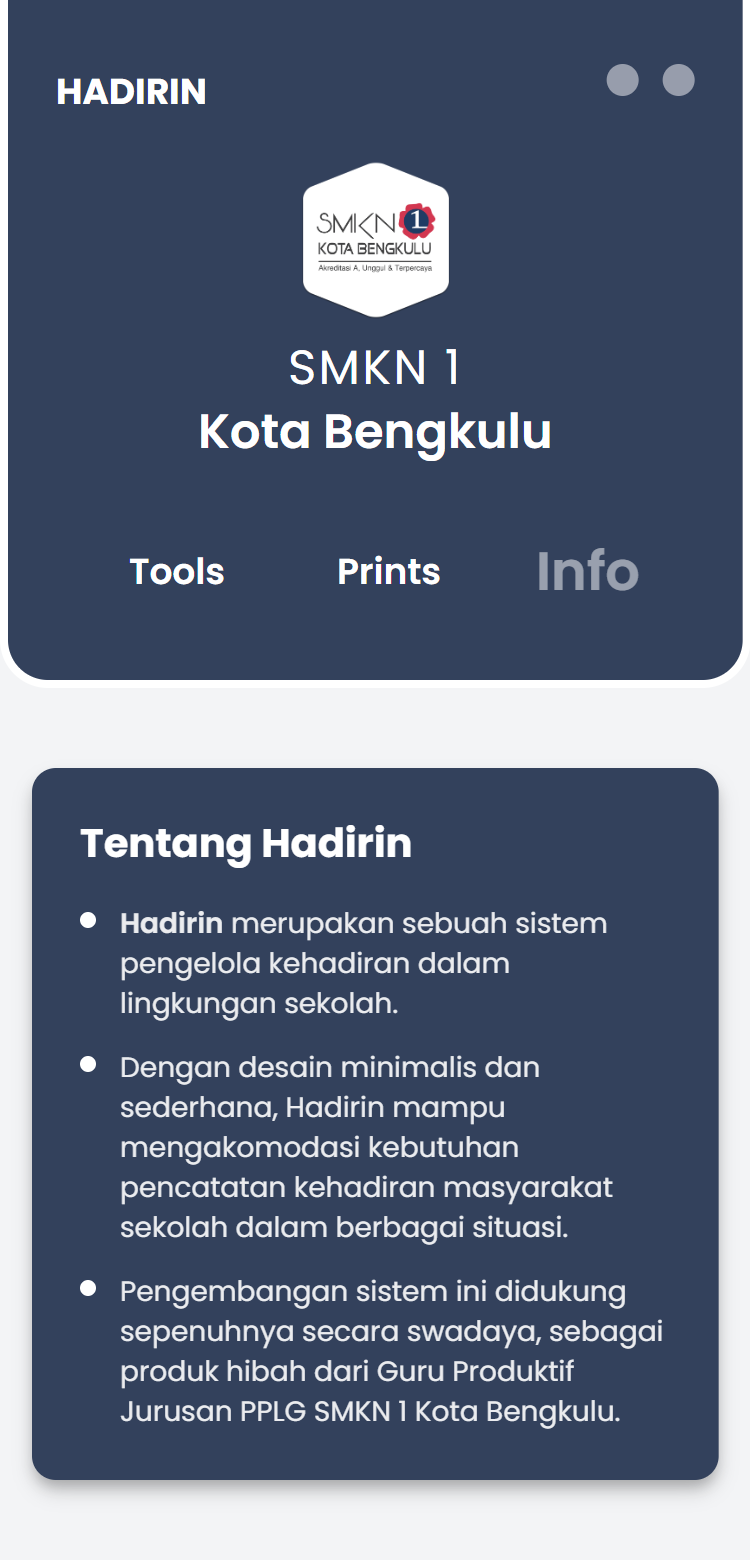 HADIRIN
SMKN 1
KOTA BENGKULU
Akreditasi A, Unggul & Terpercaya
SMKN 1
Kota Bengkulu
Tools Prints Info
Tentang Hadirin
Hadirin merupakan sebuah sistem
pengelola kehadiran dalam
lingkungan sekolah.
Dengan desain minimalis dan
sederhana, Hadirin mampu
mengakomodasi kebutuhan
pencatatan kehadiran masyarakat
sekolah dalam berbagai situasi.
Pengembangan sistem ini didukung
sepenuhnya secara swadaya, sebagai
produk hibah dari Guru Produktif
Jurusan PPLG SMKN 1 Kota Bengkulu.